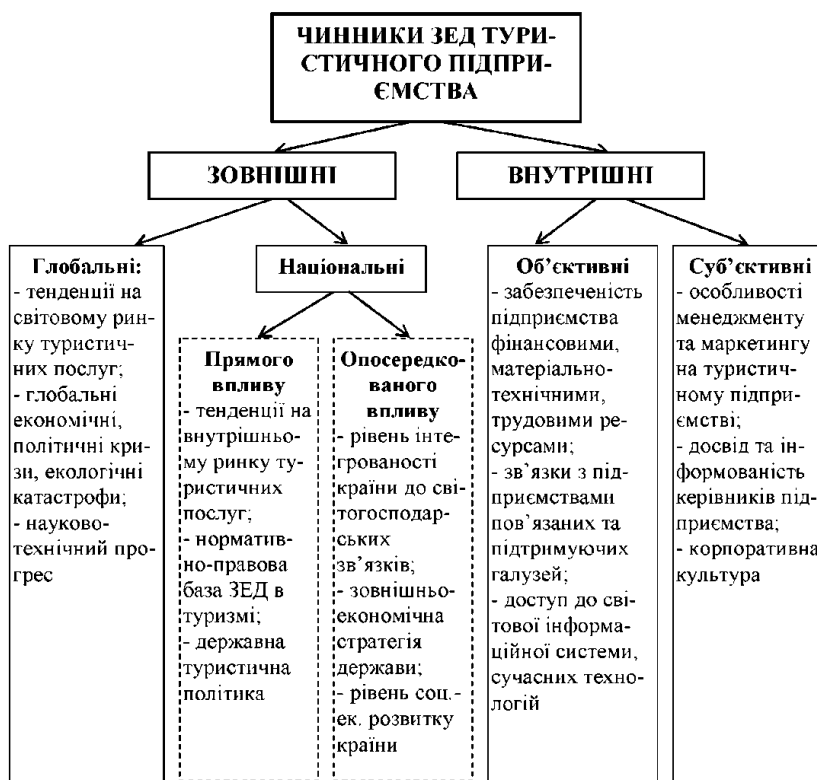 ЧИННИКИ ЗЕД ТУРИ-
СТИЧНОГО ПІДПРИ-
ЄМСТВА
ЗОВНІШНІ
ВНУТРІШНІ
Глобальні:
- тенденції на
світовому рин-
ку туристич-
них послуг;
- глобальні
економічні,
політичні кри-
зи, екологічні
катастрофи;
- науково-
технічний про-
грес
Національні
Прямого
впливу
- тенденції на
внутрішньо-
му ринку ту-
ристичних
послуг;
- норматив-
но-правова
база ЗЕД в
туризмі;
- державна
туристична
політика
Опосередко-
ваного
впливу
- рівень інте-
грованості
країни до сві-
тогосподар-
ських
зв’язків;
- зовнішньо-
економічна
стратегія
держави;
- рівень соц.-
ек. розвитку
країни
Об’єктивні
- забезпеченість
підприємства
фінансовими,
матеріально-
технічними,
трудовими ре-
сурсами;
- зв’язки з під-
приємствами
пов’язаних та
підтримуючих
галузей;
- доступ до сві-
тової інформа-
ційної системи,
сучасних техно-
логій
Суб’єктивні
- особливості
менеджменту
та маркетингу
на туристич-
ному підпри-
ємстві;
- досвід та ін-
формованість
керівників під-
приємства;
- корпоративна
культура